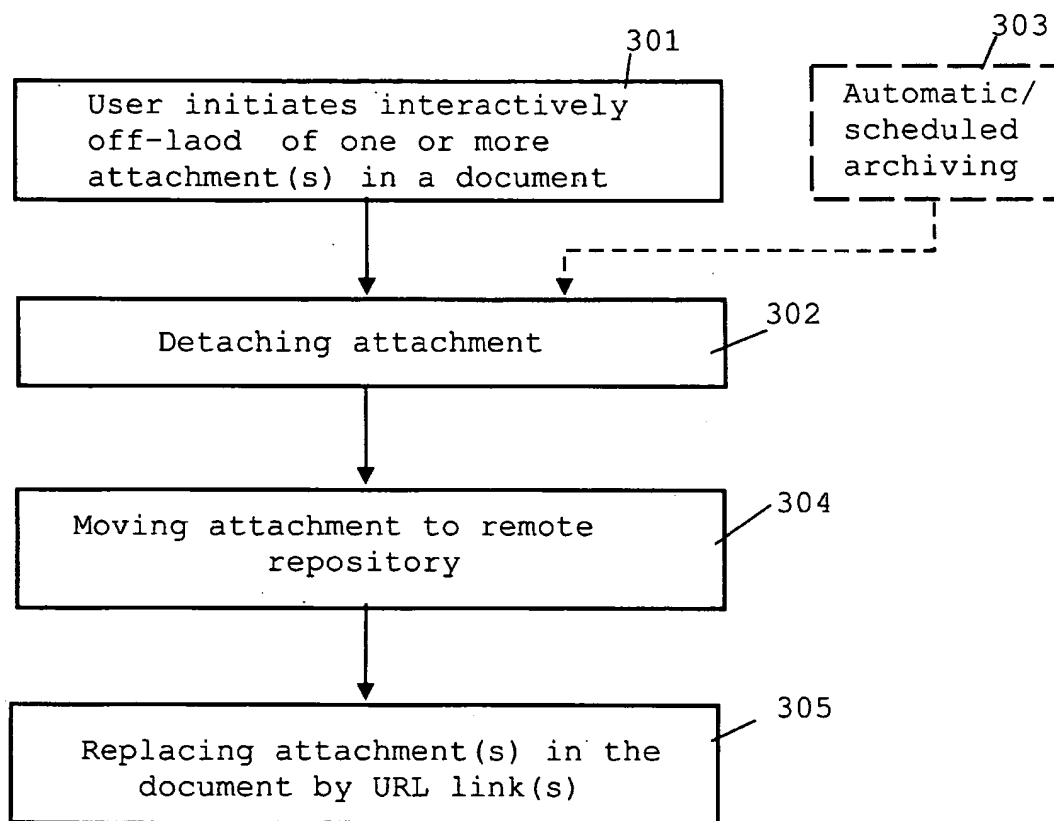 301
User initiates interactively
off-laod of one or more
attachment(s) in a document
303
Automatic/
scheduled
archiving
302
Detaching attachment
304
Moving attachment to remote
repository
305
Replacing attachment(s) in the
document by URL link(s)